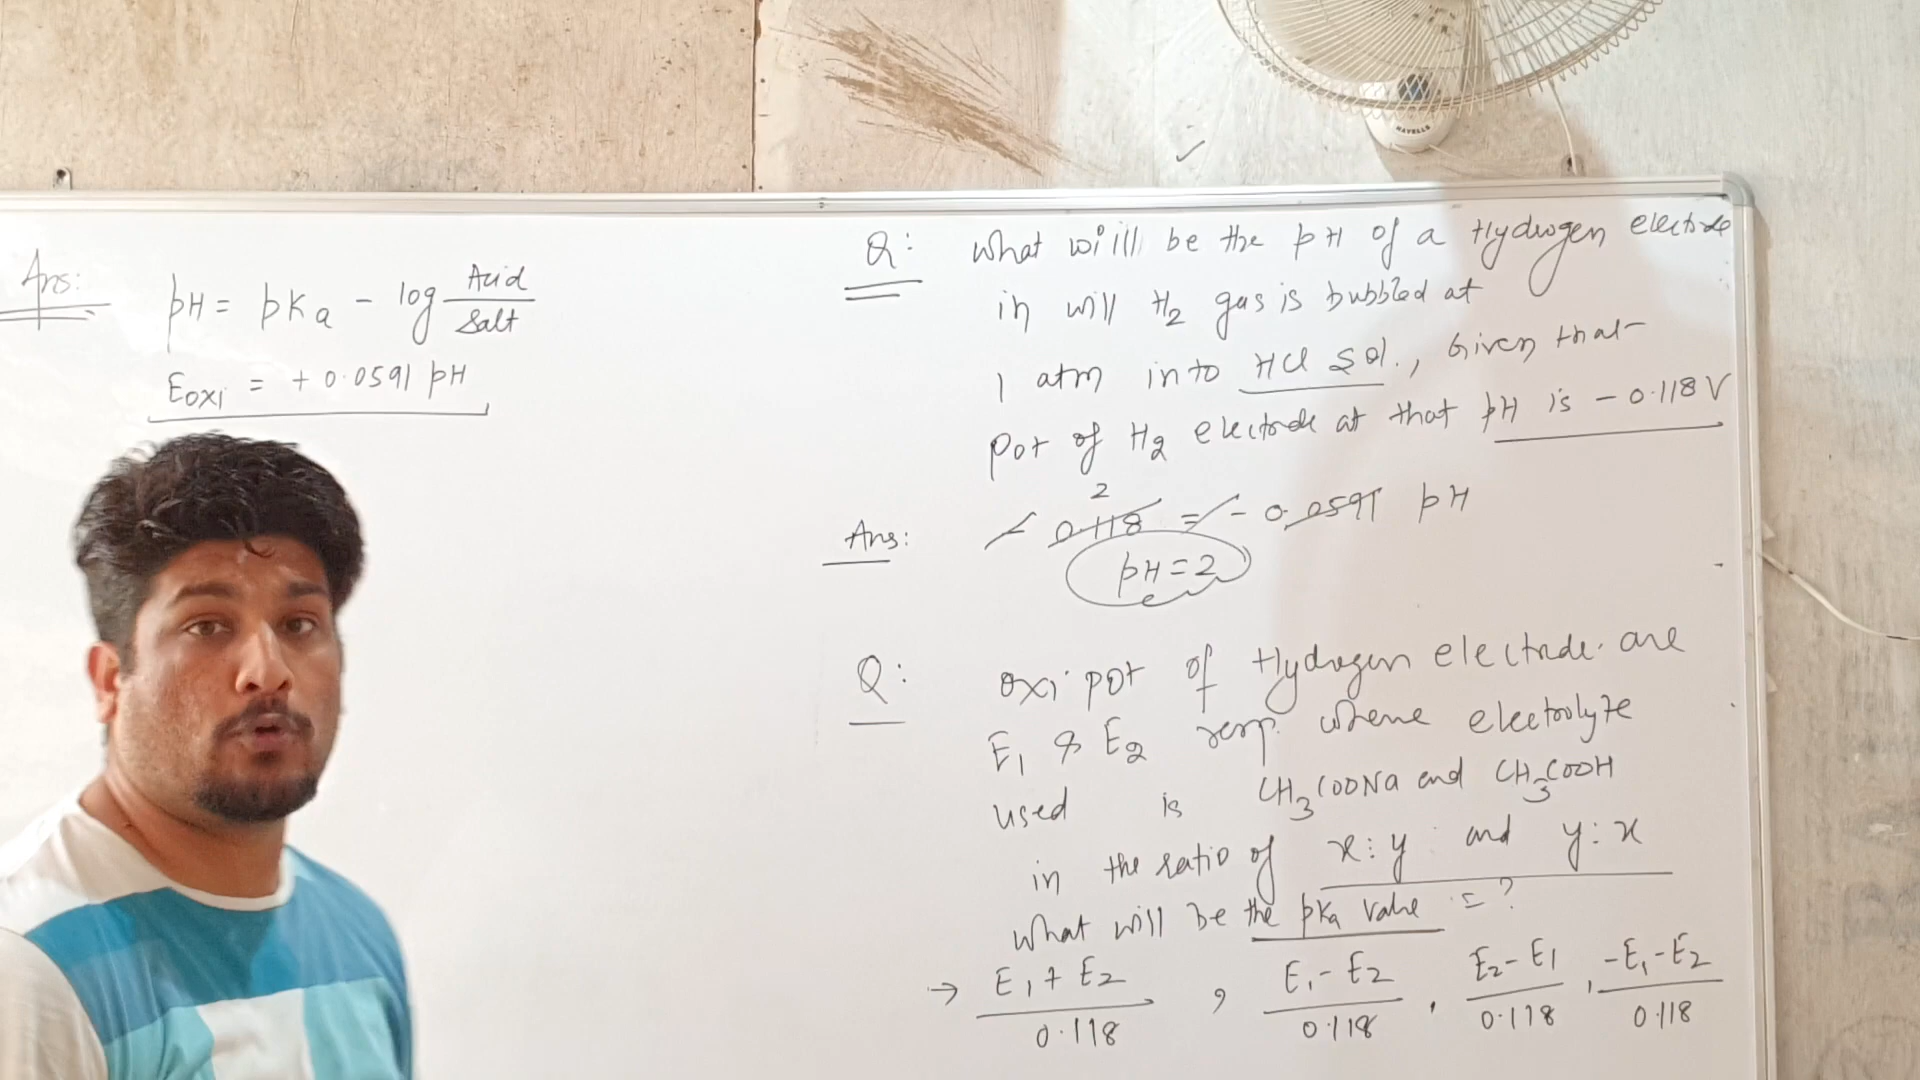 Ans:
pH = pKa - log Acid/Salt
Eoxi = + 0.0591 pH
HAVELLS
Q: What will be the pH of a Hydrogen electrode
in will H2 gas is bubbled at
1 atm into HCl Sol., Given that
Pot of H2 electrode at that pH is - 0.118 V
2
Ans: - 0.118 = - 0.0591 pH
pH = 2
Q: oxi pot of Hydrogen electrode are
E1 & E2 resp. where electrolyte
used is CH3COONa and CH3COOH
in the ratio of x:y and y:x
What will be the pKa value = ?
→ E1 + E2/0.118 , E1 - E2/0.118 , E2 - E1/0.118 , -E1 - E2/0.118